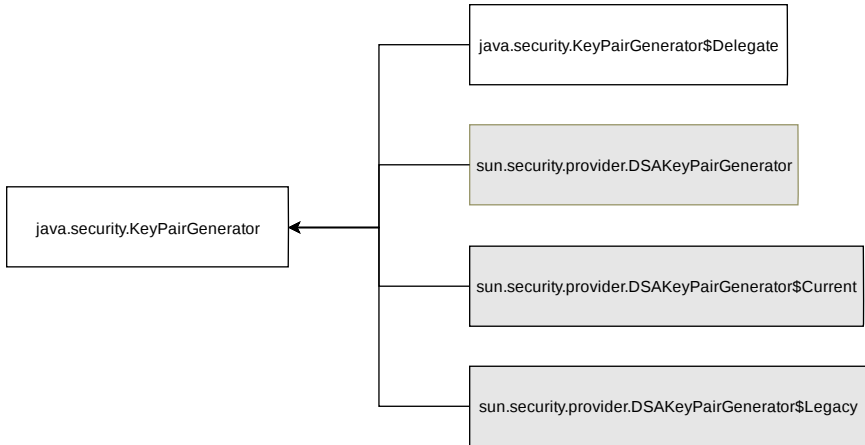 java.security.KeyPairGenerator$Delegate
sun.security.provider.DSAKeyPairGenerator
java.security.KeyPairGenerator
sun.security.provider.DSAKeyPairGenerator$Current
sun.security.provider.DSAKeyPairGenerator$Legacy